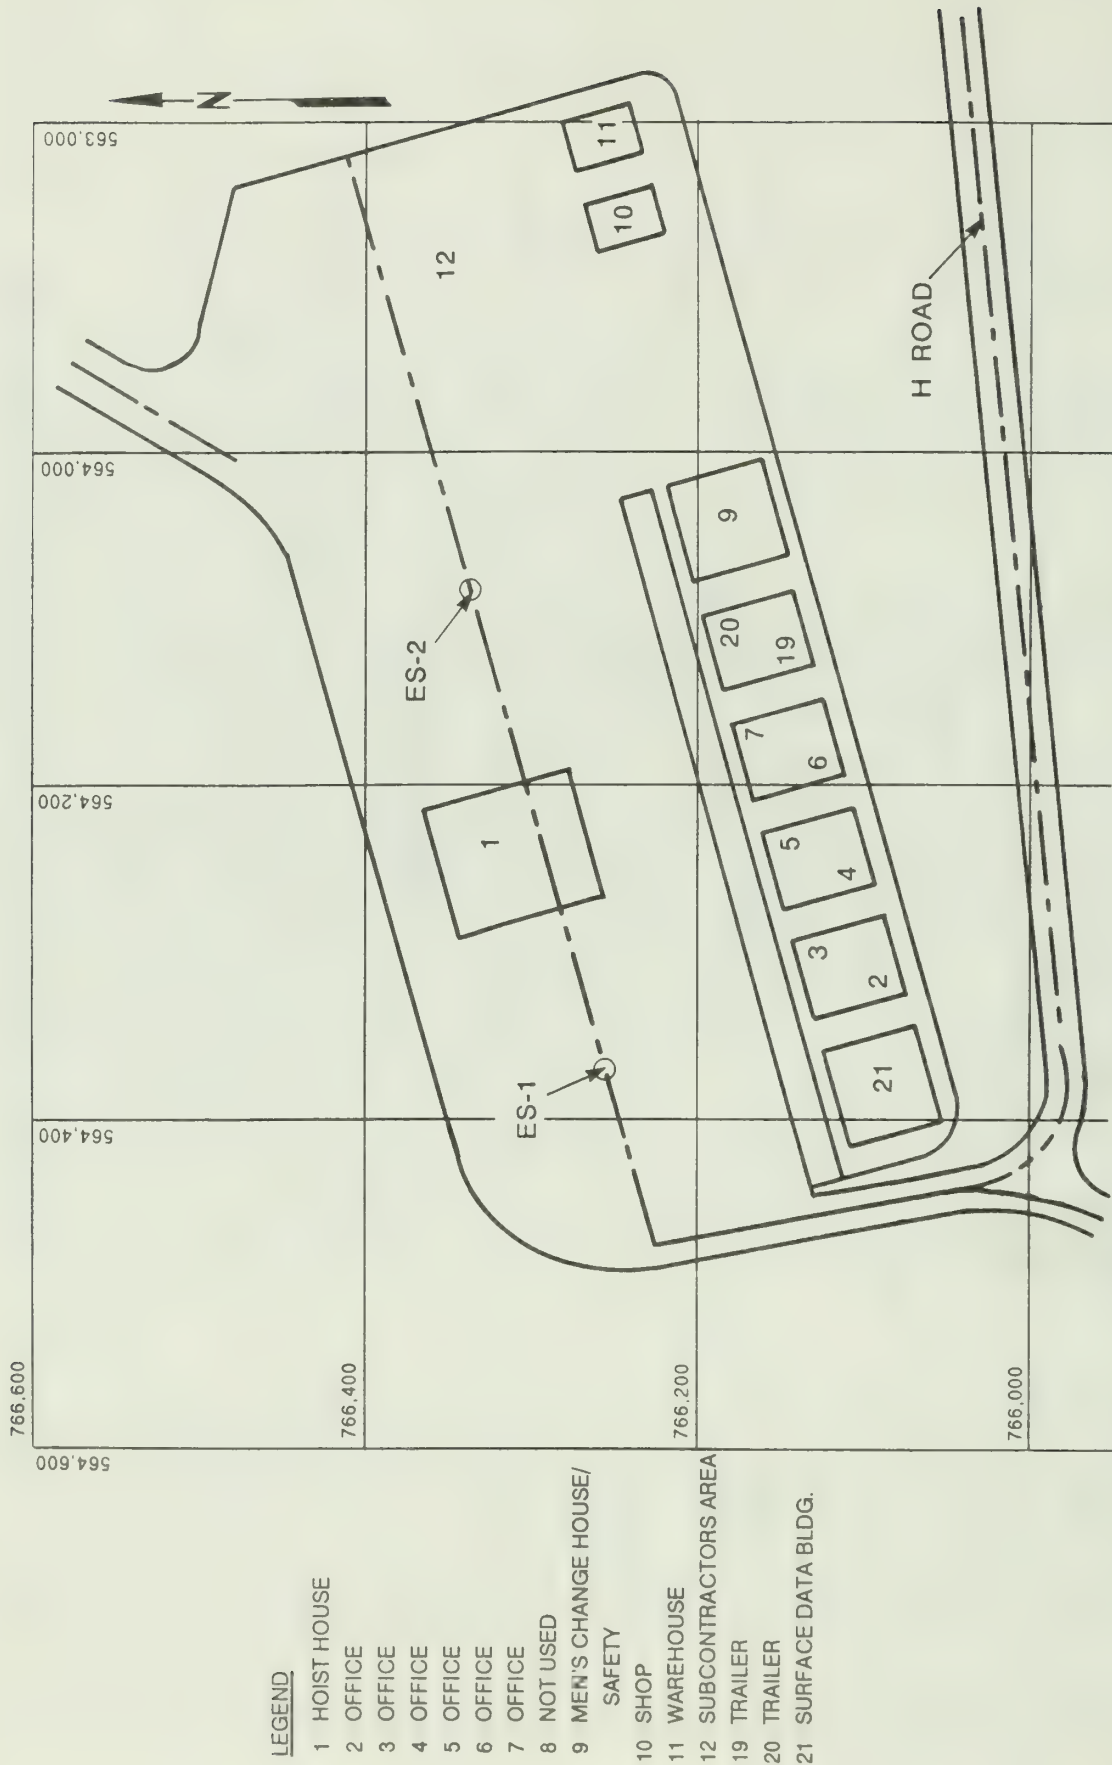 LEGEND
1 HOIST HOUSE
2 OFFICE
3 OFFICE
4 OFFICE
5 OFFICE
6 OFFICE
7 OFFICE
8 NOT USED
9 MEN'S CHANGE HOUSE/
SAFETY
10 SHOP
11 WAREHOUSE
12 SUBCONTRACTORS AREA
19 TRAILER
20 TRAILER
21 SURFACE DATA BLDG.
766,600
766,400
766,200
766,000
564,600
564,400
564,200
564,000
563,000
N
ES-1
ES-2
H ROAD
1
12
11
10
9
20
19
7
6
5
4
3
2
21